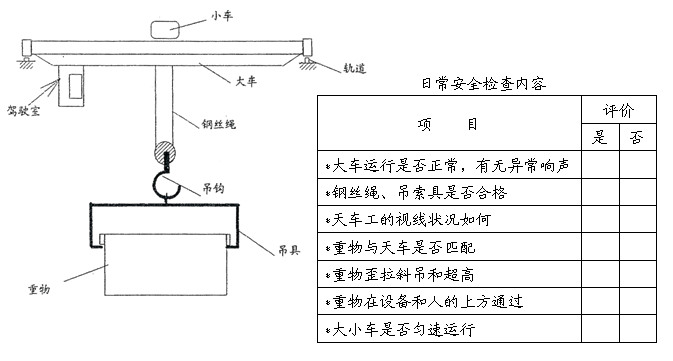 小车
大车
轨道
驾驶室
钢丝绳
吊钩
吊具
重物
日常安全检查内容
项 目
评价
是 否
*大车运行是否正常，有无异常响声
*钢丝绳、吊索具是否合格
*天车工的视线状况如何
*重物与天车是否匹配
*重物歪拉斜吊和超高
*重物在设备和人的上方通过
*大小车是否匀速运行